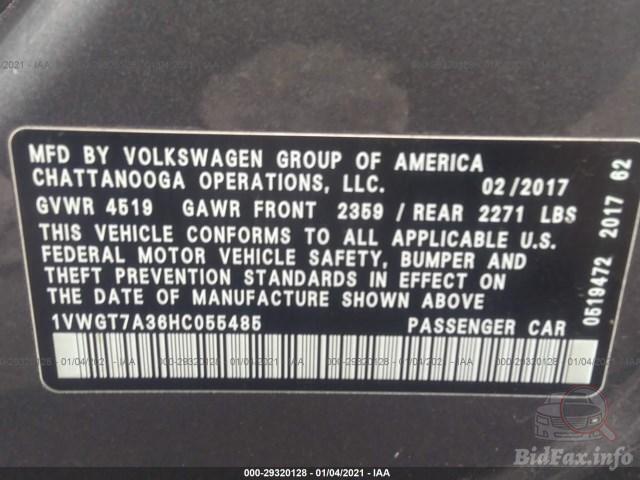 MFD BY VOLKSWAGEN GROUP OF AMERICA
CHATTANOOGA OPERATIONS, LLC. 02/2017
GVWR 4519 GAWR FRONT 2359 / REAR 2271 LBS
THIS VEHICLE CONFORMS TO ALL APPLICABLE U.S.
FEDERAL MOTOR VEHICLE SAFETY, BUMPER AND
THEFT PREVENTION STANDARDS IN EFFECT ON
THE DATE OF MANUFACTURE SHOWN ABOVE
1VWGT7A36HC055485 PASSENGER CAR
0519472 2017 62
000-29320128 - 01/04/2021 - IAA
BidFax.info